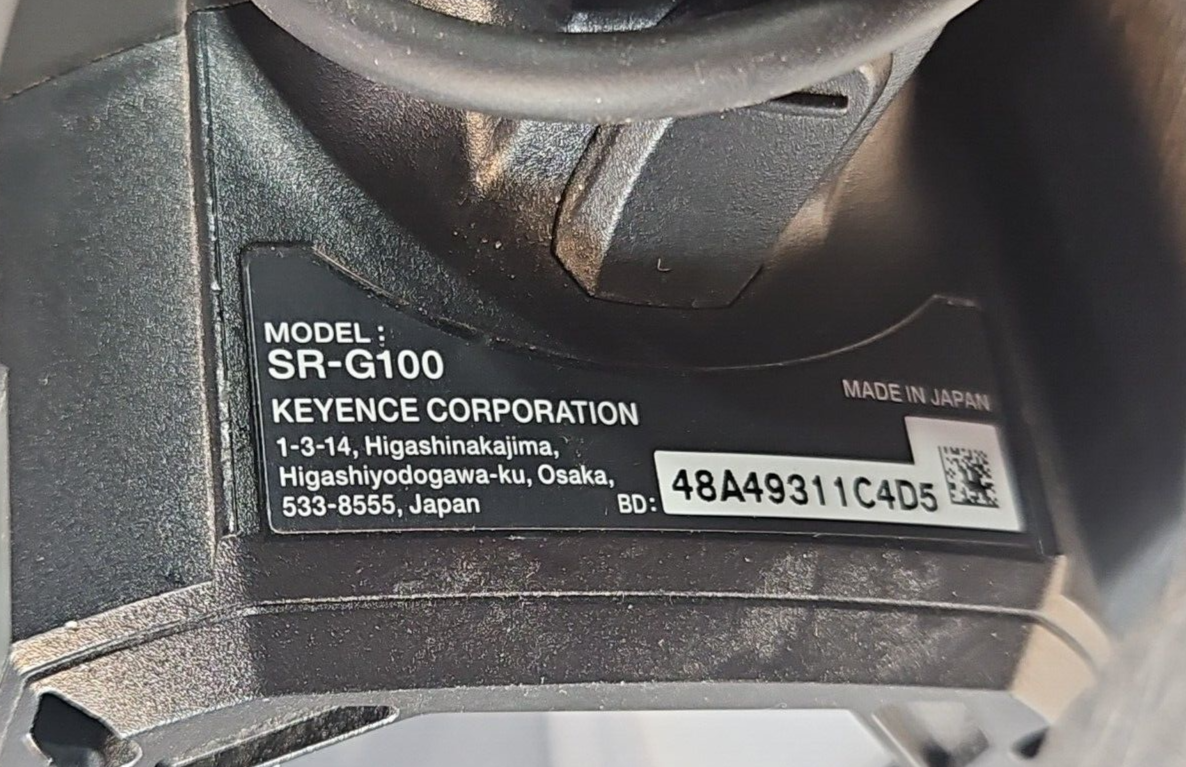 MODEL :
SR-G100
KEYENCE CORPORATION
1-3-14, Higashinakajima,
Higashiyodogawa-ku, Osaka,
533-8555, Japan
MADE IN JAPAN
BD: 48A49311C4D5